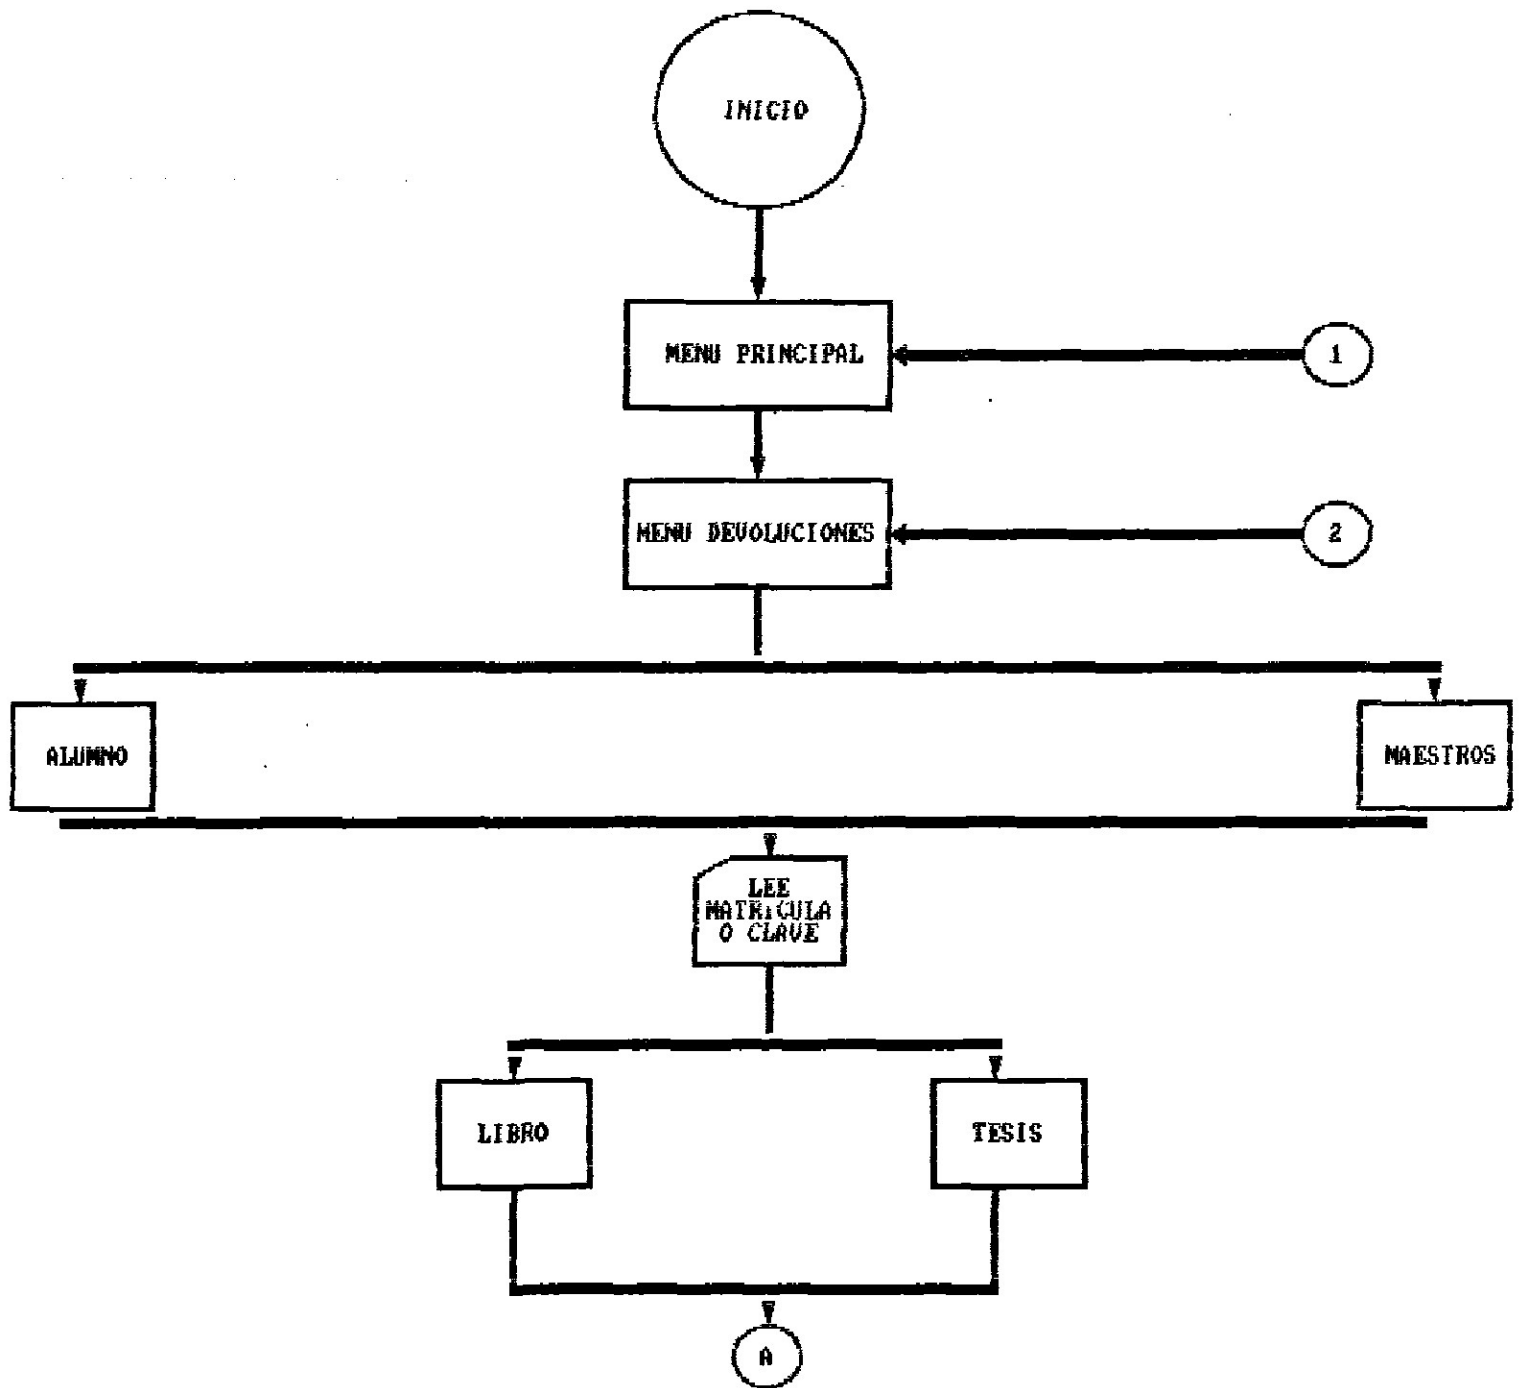 INICIO
MENU PRINCIPAL
1
MENU DEVOLUCIONES
2
ALUMNO
MAESTROS
LEE
MATRICULA
O CLAVE
LIBRO
TESIS
A